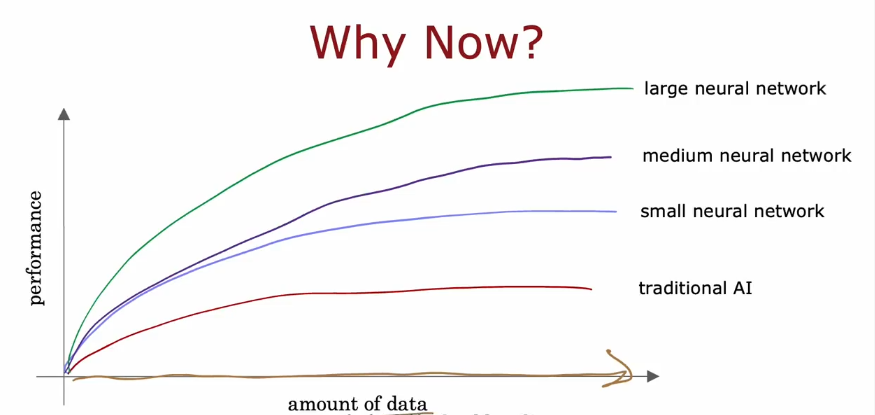 Why Now?
large neural network
medium neural network
small neural network
traditional AI
performance
amount of data